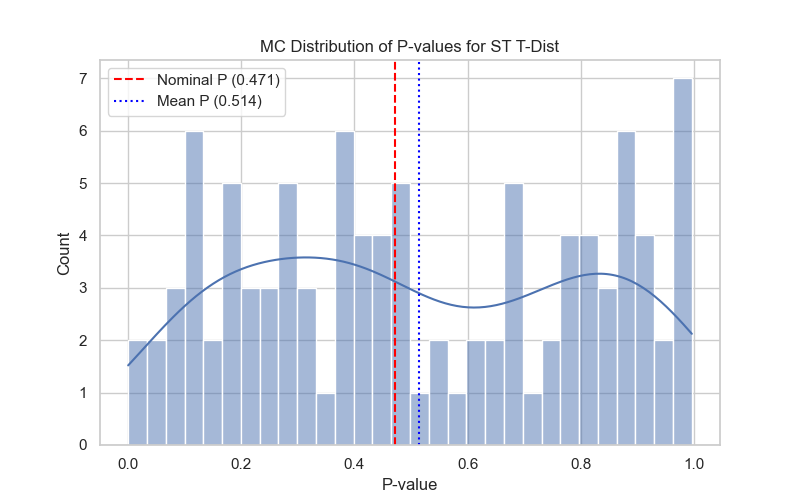 MC Distribution of P-values for ST T-Dist
Nominal P (0.471)
Mean P (0.514)
Count
7
6
5
4
3
2
1
0
0.0 0.2 0.4 0.6 0.8 1.0
P-value